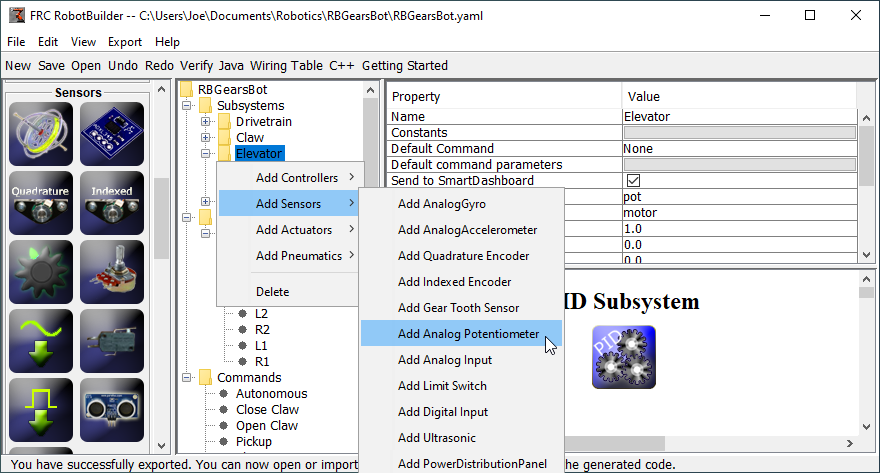 FRC RobotBuilder -- C:\Users\Joe\Documents\Robotics\RBGearsBot\RBGearsBot.yaml
File Edit View Export Help
New Save Open Undo Redo Verify Java Wiring Table C++ Getting Started
Sensors
Quadrature
Indexed
RBGearsBot
Subsystems
Drivetrain
Claw
Elevator
L2
R2
L1
R1
Commands
Autonomous
Close Claw
Open Claw
Pickup
Add Controllers
Add Sensors
Add Actuators
Add Pneumatics
Delete
Add AnalogGyro
Add AnalogAccelerometer
Add Quadrature Encoder
Add Indexed Encoder
Add Gear Tooth Sensor
Add Analog Potentiometer
Add Analog Input
Add Limit Switch
Add Digital Input
Add Ultrasonic
Add PowerDistributionPanel
Property Value
Name Elevator
Constants
Default Command None
Default command parameters
Send to SmartDashboard
pot
motor
1.0
0.0
0.0
ID Subsystem
PID
You have successfully exported. You can now open or import
the generated code.